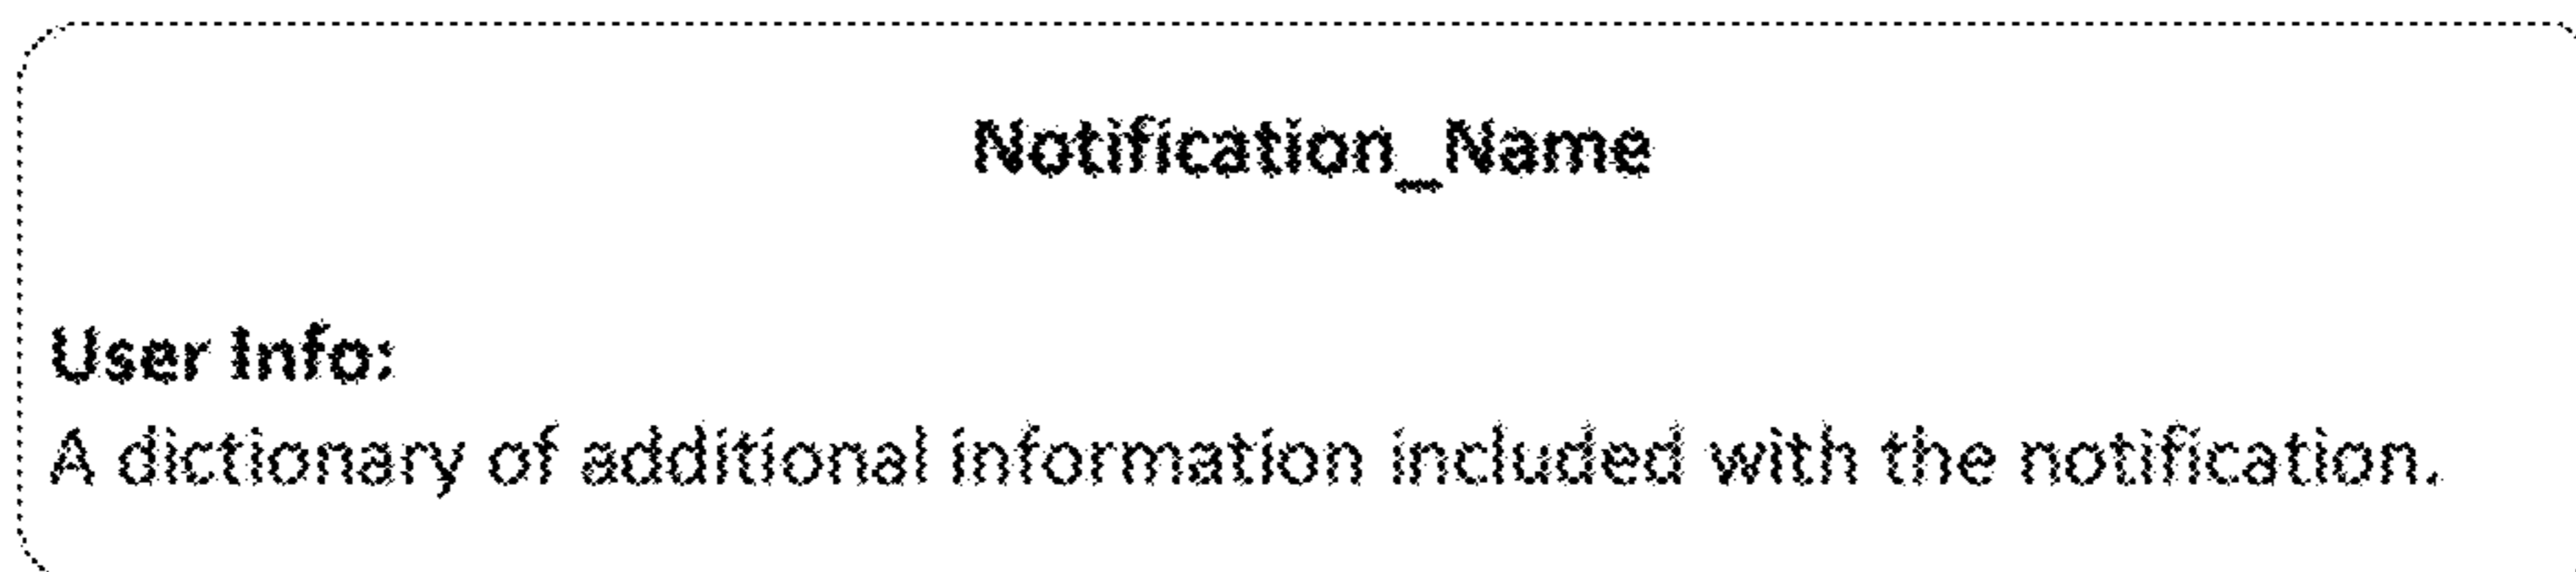 Notification_Name
User Info:
A dictionary of additional information included with the notification.